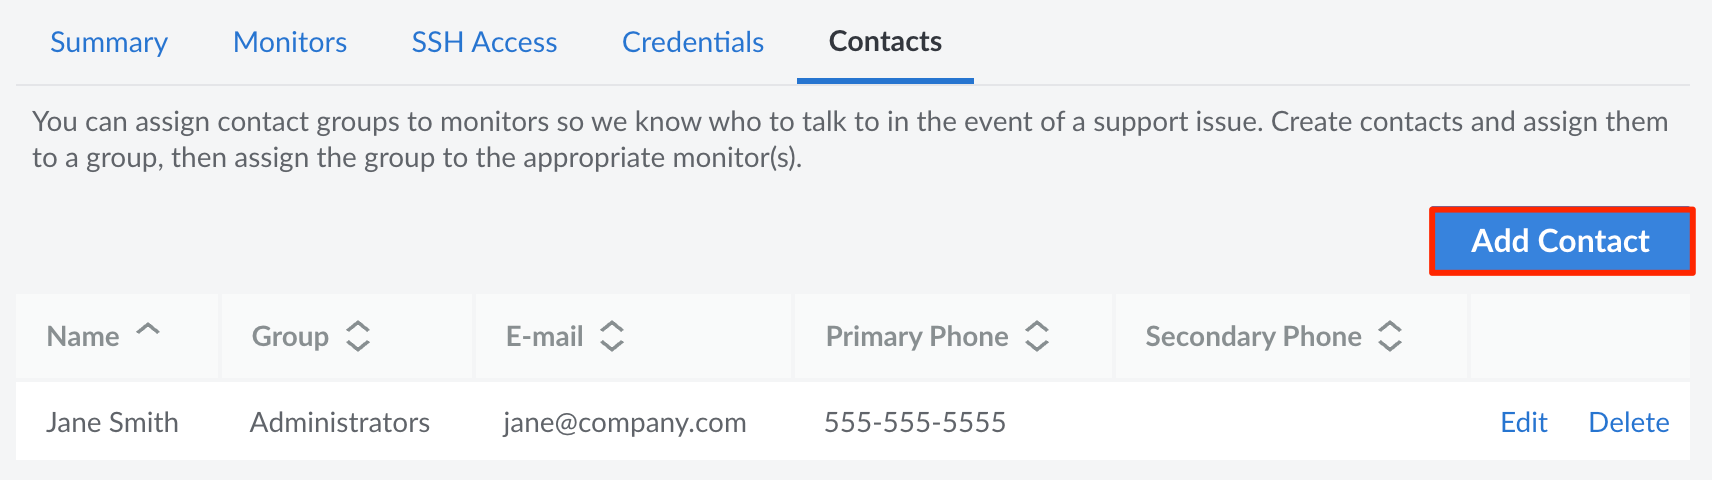 Summary Monitors SSH Access Credentials Contacts
You can assign contact groups to monitors so we know who to talk to in the event of a support issue. Create contacts and assign them
to a group, then assign the group to the appropriate monitor(s).
Add Contact
Name Group E-mail Primary Phone Secondary Phone
Jane Smith Administrators jane@company.com 555-555-5555 Edit Delete